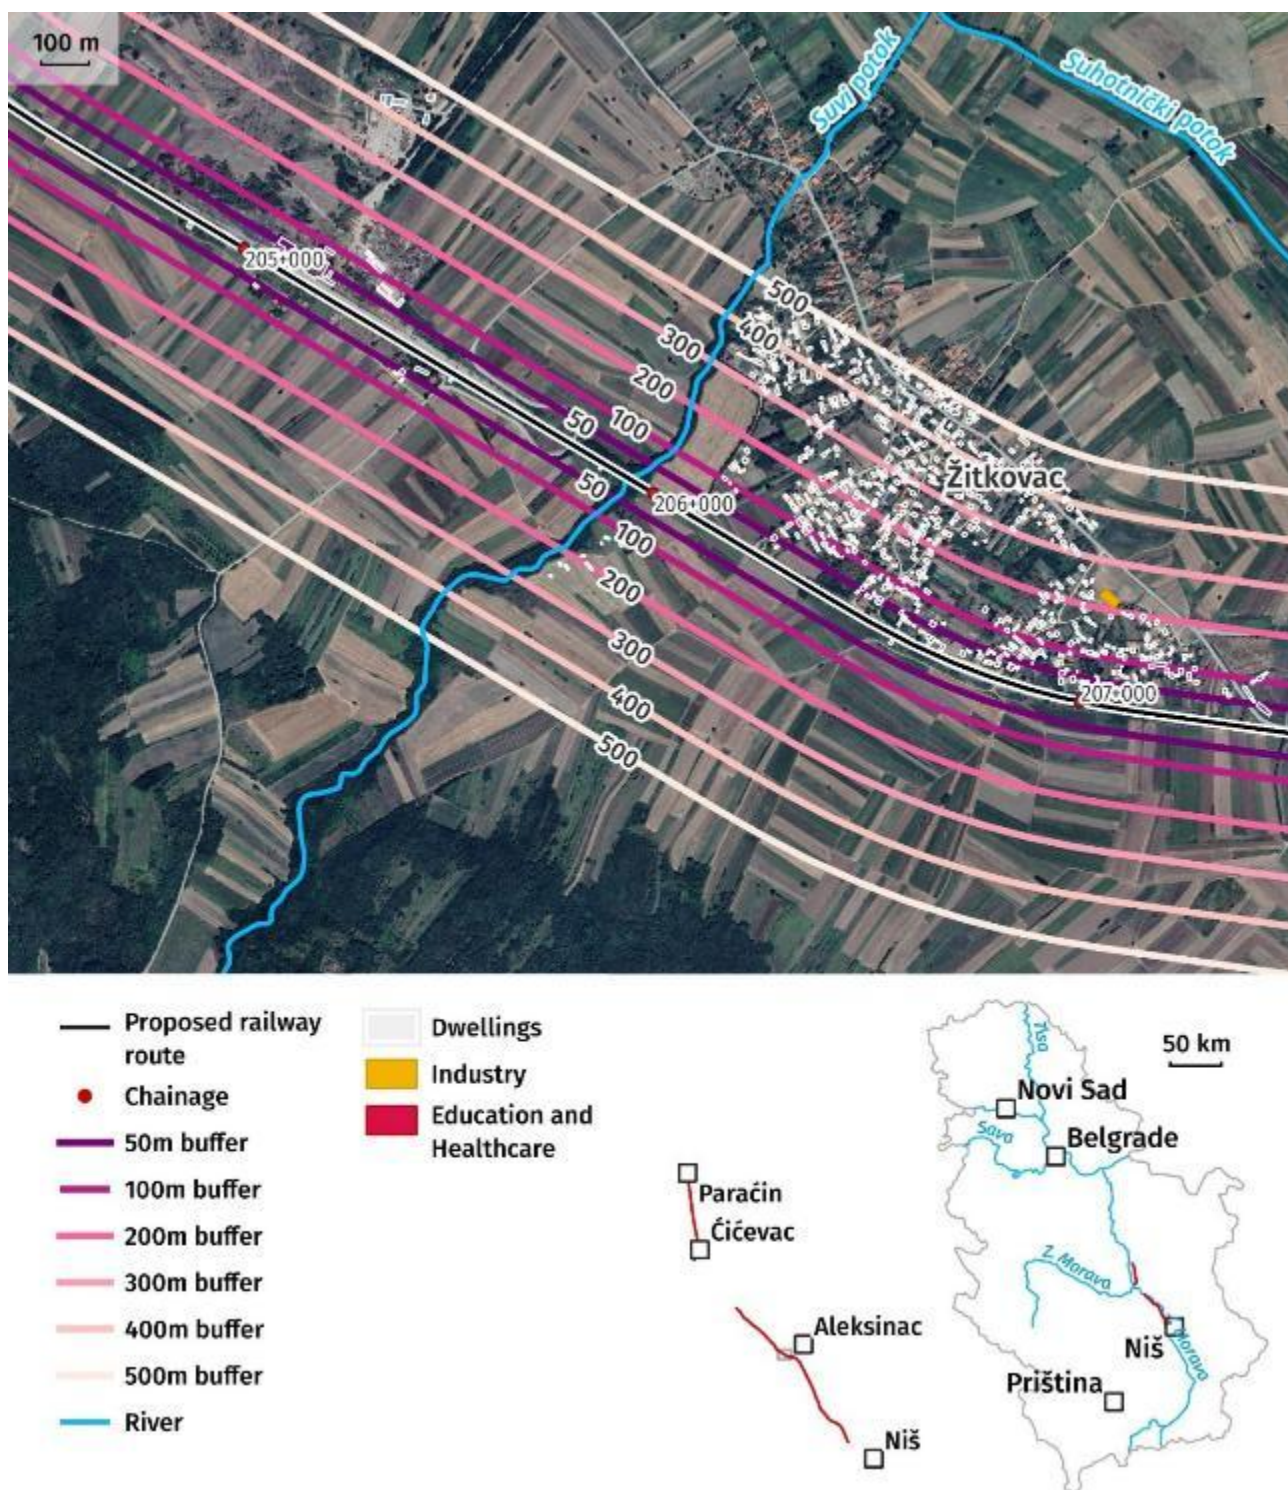 100 m
Suvi potok
Suhotnički potok
205+000
500
400
300
200
100
50
Žitkovac
50
206+000
100
200
300
400
500
207+000
Proposed railway
route
Chainage
50m buffer
100m buffer
200m buffer
300m buffer
400m buffer
500m buffer
River
Dwellings
Industry
Education and
Healthcare
Paraćin
Ćićevac
Aleksinac
Niš
50 km
Tisa
Novi Sad
Sava
Belgrade
Z. Morava
Morava
Niš
Priština